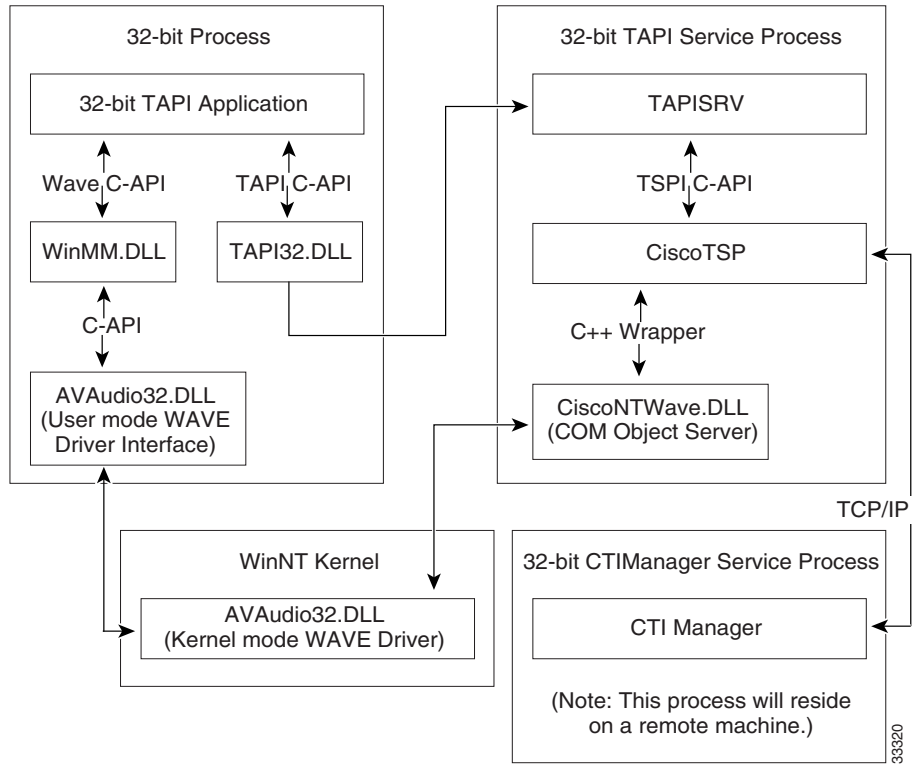 32-bit Process
32-bit TAPI Application
Wave C-API
TAPI C-API
WinMM.DLL
TAPI32.DLL
C-API
AVAudio32.DLL
(User mode WAVE
Driver Interface)
32-bit TAPI Service Process
TAPISRV
TSPI C-API
CiscoTSP
C++ Wrapper
CiscoNTWave.DLL
(COM Object Server)
TCP/IP
WinNT Kernel
AVAudio32.DLL
(Kernel mode WAVE Driver)
32-bit CTIManager Service Process
CTI Manager
(Note: This process will reside
on a remote machine.)
33320